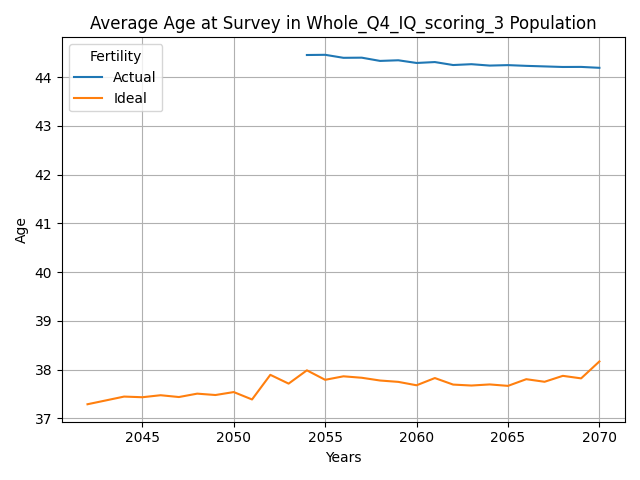 Average Age at Survey in Whole_Q4_IQ_scoring_3 Population
Fertility
Actual
Ideal
Age
44
43
42
41
40
39
38
37
2045 2050 2055 2060 2065 2070
Years